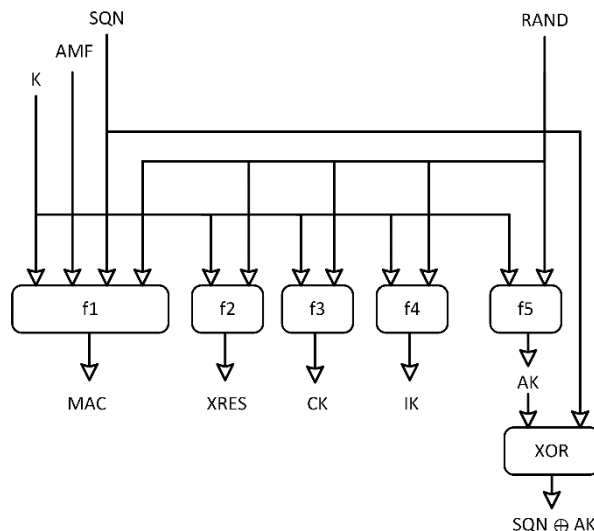 SQN
RAND
AMF
K
f1
f2
f3
f4
f5
MAC
XRES
CK
IK
AK
XOR
SQN ⊕ AK